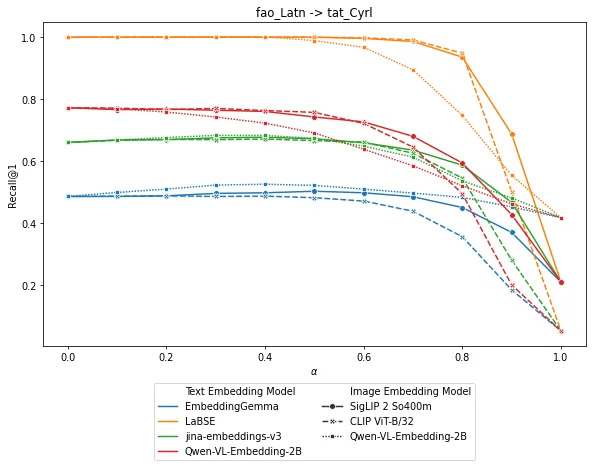 fao_Latn -> tat_Cyrl
Recall@1
1.0
0.8
0.6
0.4
0.2
0.0 0.2 0.4 0.6 0.8 1.0
α
Text Embedding Model
EmbeddingGemma
LaBSE
jina-embeddings-v3
Qwen-VL-Embedding-2B
Image Embedding Model
SigLIP 2 So400m
CLIP ViT-B/32
Qwen-VL-Embedding-2B